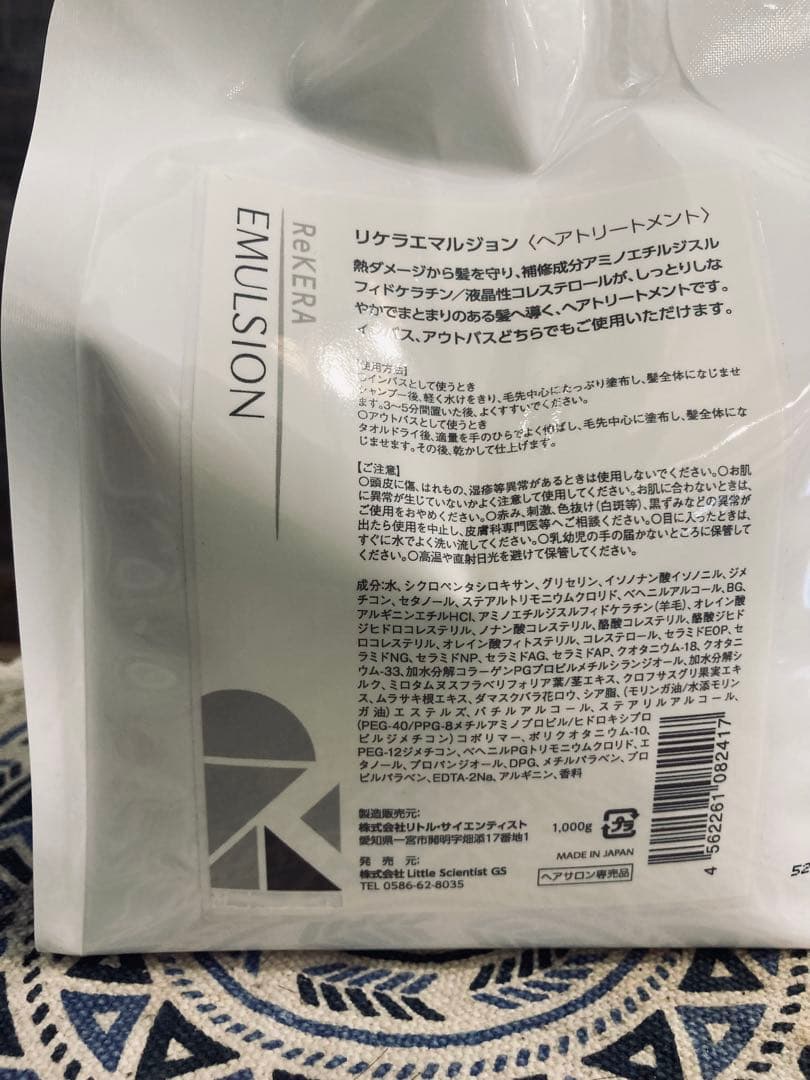 ReKERA
EMULSION
リケラエマルジョン〈ヘアトリートメント〉
熱ダメージから髪を守り、補修成分アミノエチルジスル
フィドケラチン／液晶性コレステロールが、しっとりしな
やかでまとまりのある髪へ導く、ヘアトリートメントです。
インバス、アウトバスどちらでもご使用いただけます。
【使用方法】
○インバスとして使うとき
シャンプー後、軽く水けをきり、毛先中心にたっぷり塗布し、髪全体になじませ
ます。3〜5分間置いた後、よくすすいでください。
○アウトバスとして使うとき
タオルドライ後、適量を手のひらでよく伸ばし、毛先中心に塗布し、髪全体にな
じませます。その後、乾かして仕上げます。
【ご注意】
○頭皮に傷、はれもの、湿疹等異常があるときは使用しないでください。○お肌
に異常が生じていないかよく注意して使用してください。お肌に合わないときは、
ご使用をおやめください。○赤み、刺激、色抜け(白斑等)、黒ずみなどの異常が
出たら使用を中止し、皮膚科専門医等へご相談ください。○目に入ったときは、
すぐに水でよく洗い流してください。○乳幼児の手の届かないところに保管して
ください。○高温や直射日光を避けて保管してください。
成分:水、シクロペンタシロキサン、グリセリン、イソノナン酸イソノニル、ジメ
チコン、セタノール、ステアルトリモニウムクロリド、ベヘニルアルコール、BG、
アルギニンエチルHCl、アミノエチルジスルフィドケラチン(羊毛)、オレイン酸
ジヒドロコレステリル、ノナン酸コレステリル、酪酸コレステリル、酪酸ジヒド
ロコレステリル、オレイン酸フィトステリル、コレステロール、セラミドEOP、セ
ラミドNG、セラミドNP、セラミドAG、セラミドAP、クオタニウム-18、クオタニ
ウム-33、加水分解コラーゲンPGプロピルメチルシランジオール、加水分解シ
ルク、ミロタムヌスフラベリフォリア葉/茎エキス、クロフサスグリ果実エキ
ス、ムラサキ根エキス、ダマスクバラ花ロウ、シア脂、(モリンガ油/水添モリン
ガ油)エステルズ、バチルアルコール、ステアリルアルコール、
(PEG-40/PPG-8メチルアミノプロピル/ヒドロキシプロ
ピルジメチコン)コポリマー、ポリクオタニウム-10、
PEG-12ジメチコン、ベヘニルPGトリモニウムクロリド、エ
タノール、プロパンジオール、DPG、メチルパラベン、プロ
ピルパラベン、EDTA-2Na、アルギニン、香料
製造販売元:
株式会社リトル・サイエンティスト
愛知県一宮市開明字畑添17番地1
発 売 元:
株式会社 Little Scientist GS
TEL 0586-62-8035
1,000g
プラ
MADE IN JAPAN
ヘアサロン専売品
4 562261 082417
52